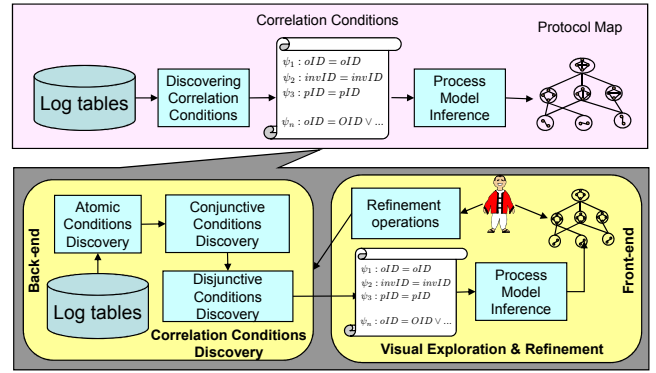 Correlation Conditions
Protocol Map
Log tables
Discovering
Correlation
Conditions
ψ₁ : oID = oID
ψ₂ : invID = invID
ψ₃ : pID = pID
ψₙ : oID = OID ∨ ...
Process
Model
Inference
Back-end
Atomic
Conditions
Discovery
Conjunctive
Conditions
Discovery
Log tables
Disjunctive
Conditions
Discovery
Correlation Conditions
Discovery
Refinement
operations
ψ₁ : oID = oID
ψ₂ : invID = invID
ψ₃ : pID = pID
ψₙ : oID = OID ∨ ...
Process
Model
Inference
Front-end
Visual Exploration & Refinement